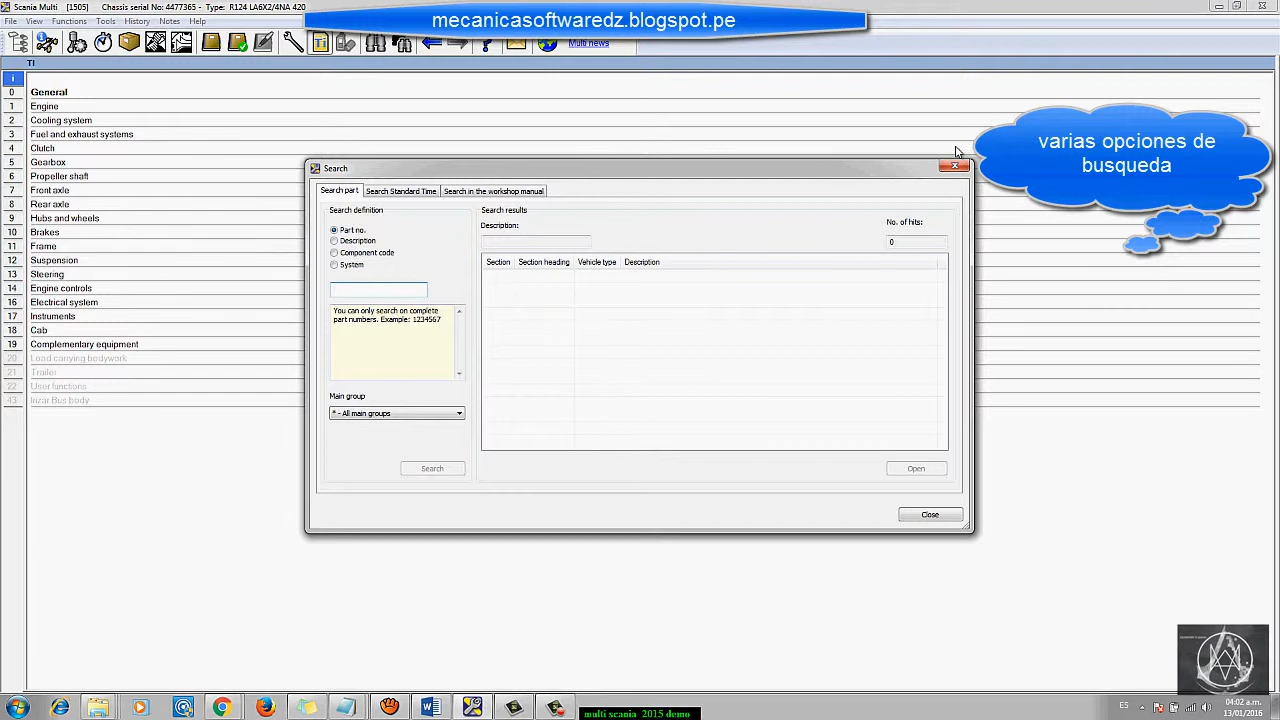 Scania Multi [1505] Chassis serial No: 4477365 - Type: R124 LA6X2/4NA 420
mecanicasoftwaredz.blogspot.pe
File View Functions Tools History Notes Help
Ti Multi news
TI
i
0 General
1 Engine
2 Cooling system
3 Fuel and exhaust systems
4 Clutch
5 Gearbox
6 Propeller shaft
7 Front axle
8 Rear axle
9 Hubs and wheels
10 Brakes
11 Frame
12 Suspension
13 Steering
14 Engine controls
16 Electrical system
17 Instruments
18 Cab
19 Complementary equipment
20 Load carrying bodywork
21 Trailer
22 User functions
43 Irizar Bus body
varias opciones de
busqueda
Search
Search part Search Standard Time Search in the workshop manual
Search definition
Part no.
Description
Component code
System
You can only search on complete
part numbers. Example: 1234567
Main group
* - All main groups
Search
Search results
Description:
No. of hits:
0
Section Section heading Vehicle type Description
Open
Close
multi scania 2015 demo
ES
04:02 a.m.
13/01/2016